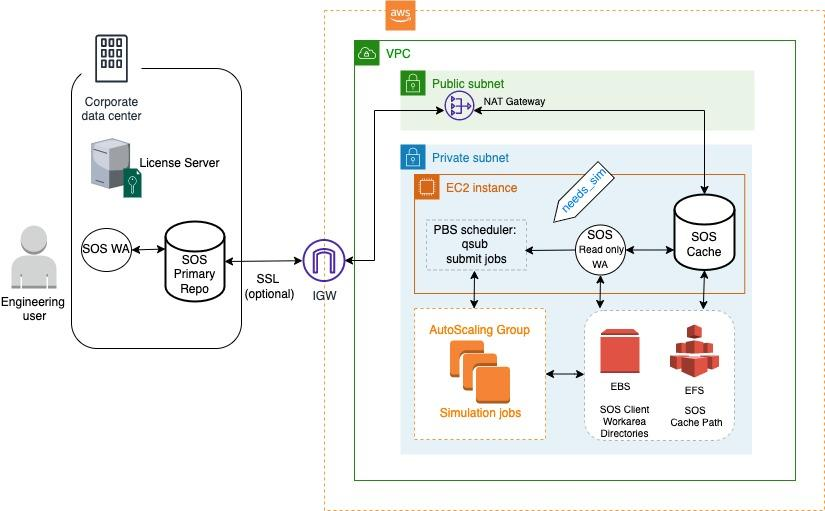 aws
VPC
Public subnet
NAT Gateway
Corporate
data center
License Server
Private subnet
EC2 instance
needs_sim
PBS scheduler:
qsub
submit jobs
SOS
Read only
WA
SOS
Cache
SOS WA
SOS
Primary
Repo
SSL
(optional)
IGW
Engineering
user
AutoScaling Group
Simulation jobs
EBS
SOS Client
Workarea
Directories
EFS
SOS
Cache Path